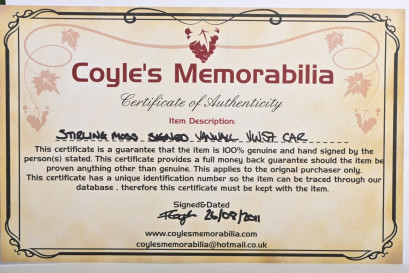 Coyle's Memorabilia
Certificate of Authenticity
Item Description:
STIRLING MOSS SIGNED VANWALL VW57 CAR
This certificate is a guarantee that the item is 100% genuine and hand signed by the
person(s) stated. This certificate provides a full money back guarantee should the item be
proven anything other than genuine. This applies to the orignal purchaser only.
This certificate has a unique identification number so the item can be traced through our
database . therefore this certificate must be kept with the item.
Signed&Dated
26/09/2011
www.coylesmemorabilia.com
coylesmemorabilia@hotmail.co.uk